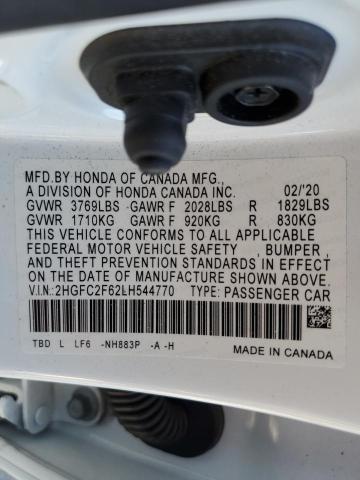 MFD.BY HONDA OF CANADA MFG.,
A DIVISION OF HONDA CANADA INC. 02/'20
GVWR 3769LBS GAWR F 2028LBS R 1829LBS
GVWR 1710KG GAWR F 920KG R 830KG
THIS VEHICLE CONFORMS TO ALL APPLICABLE
FEDERAL MOTOR VEHICLE SAFETY , BUMPER ,
AND THEFT PREVENTION STANDARDS IN EFFECT
ON THE DATE OF MANUFACTURE SHOWN ABOVE.
V.I.N.:2HGFC2F62LH544770 TYPE: PASSENGER CAR
TBD L LF6 -NH883P -A -H MADE IN CANADA